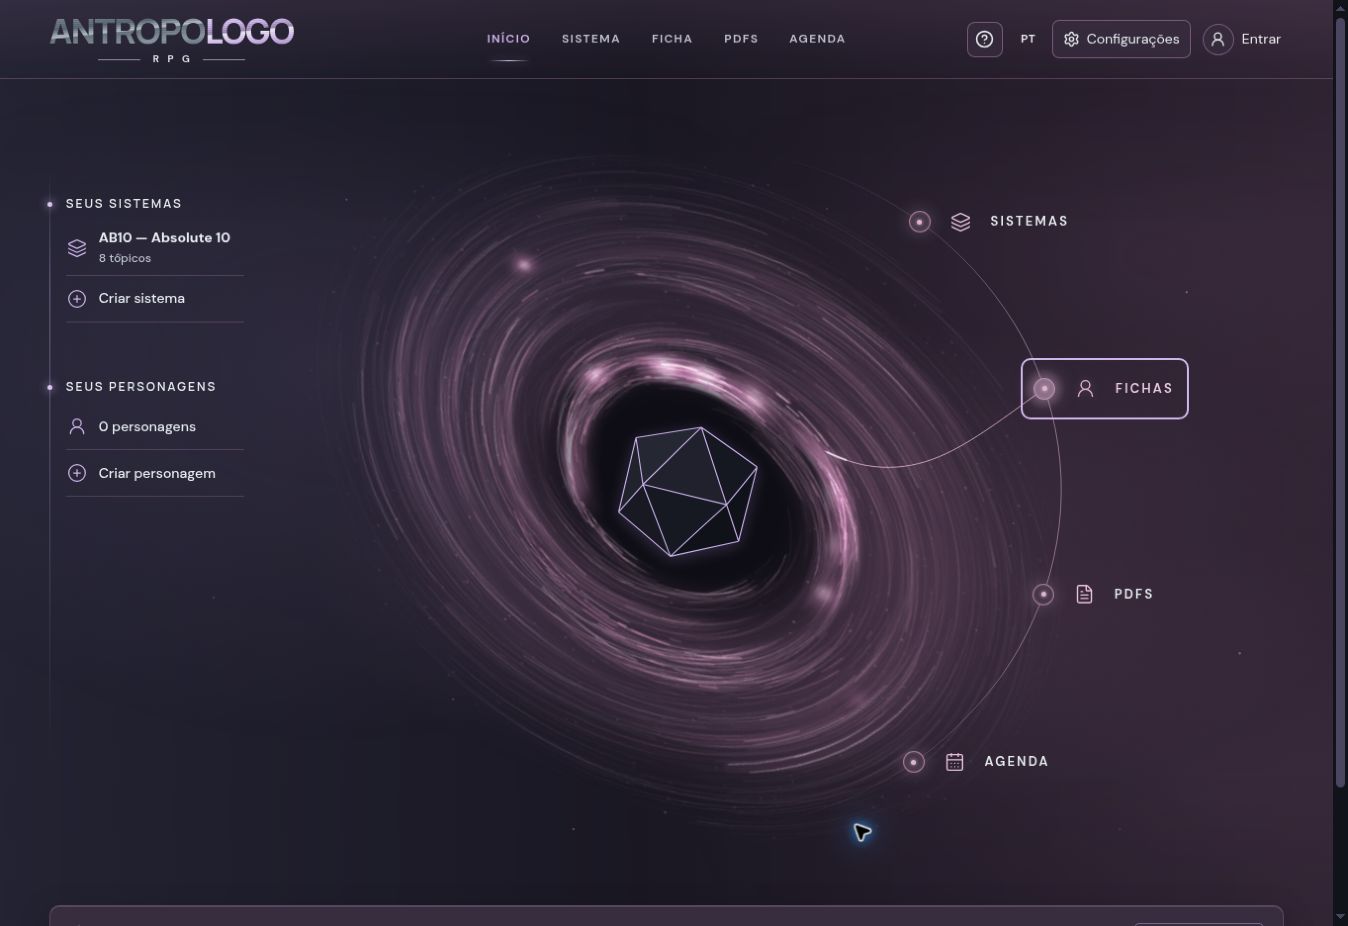 ANTROPOLOGO
RPG
INÍCIO
SISTEMA
FICHA
PDFS
AGENDA
PT
Configurações
Entrar
SEUS SISTEMAS
AB10 — Absolute 10
8 tópicos
Criar sistema
SEUS PERSONAGENS
0 personagens
Criar personagem
SISTEMAS
FICHAS
PDFS
AGENDA